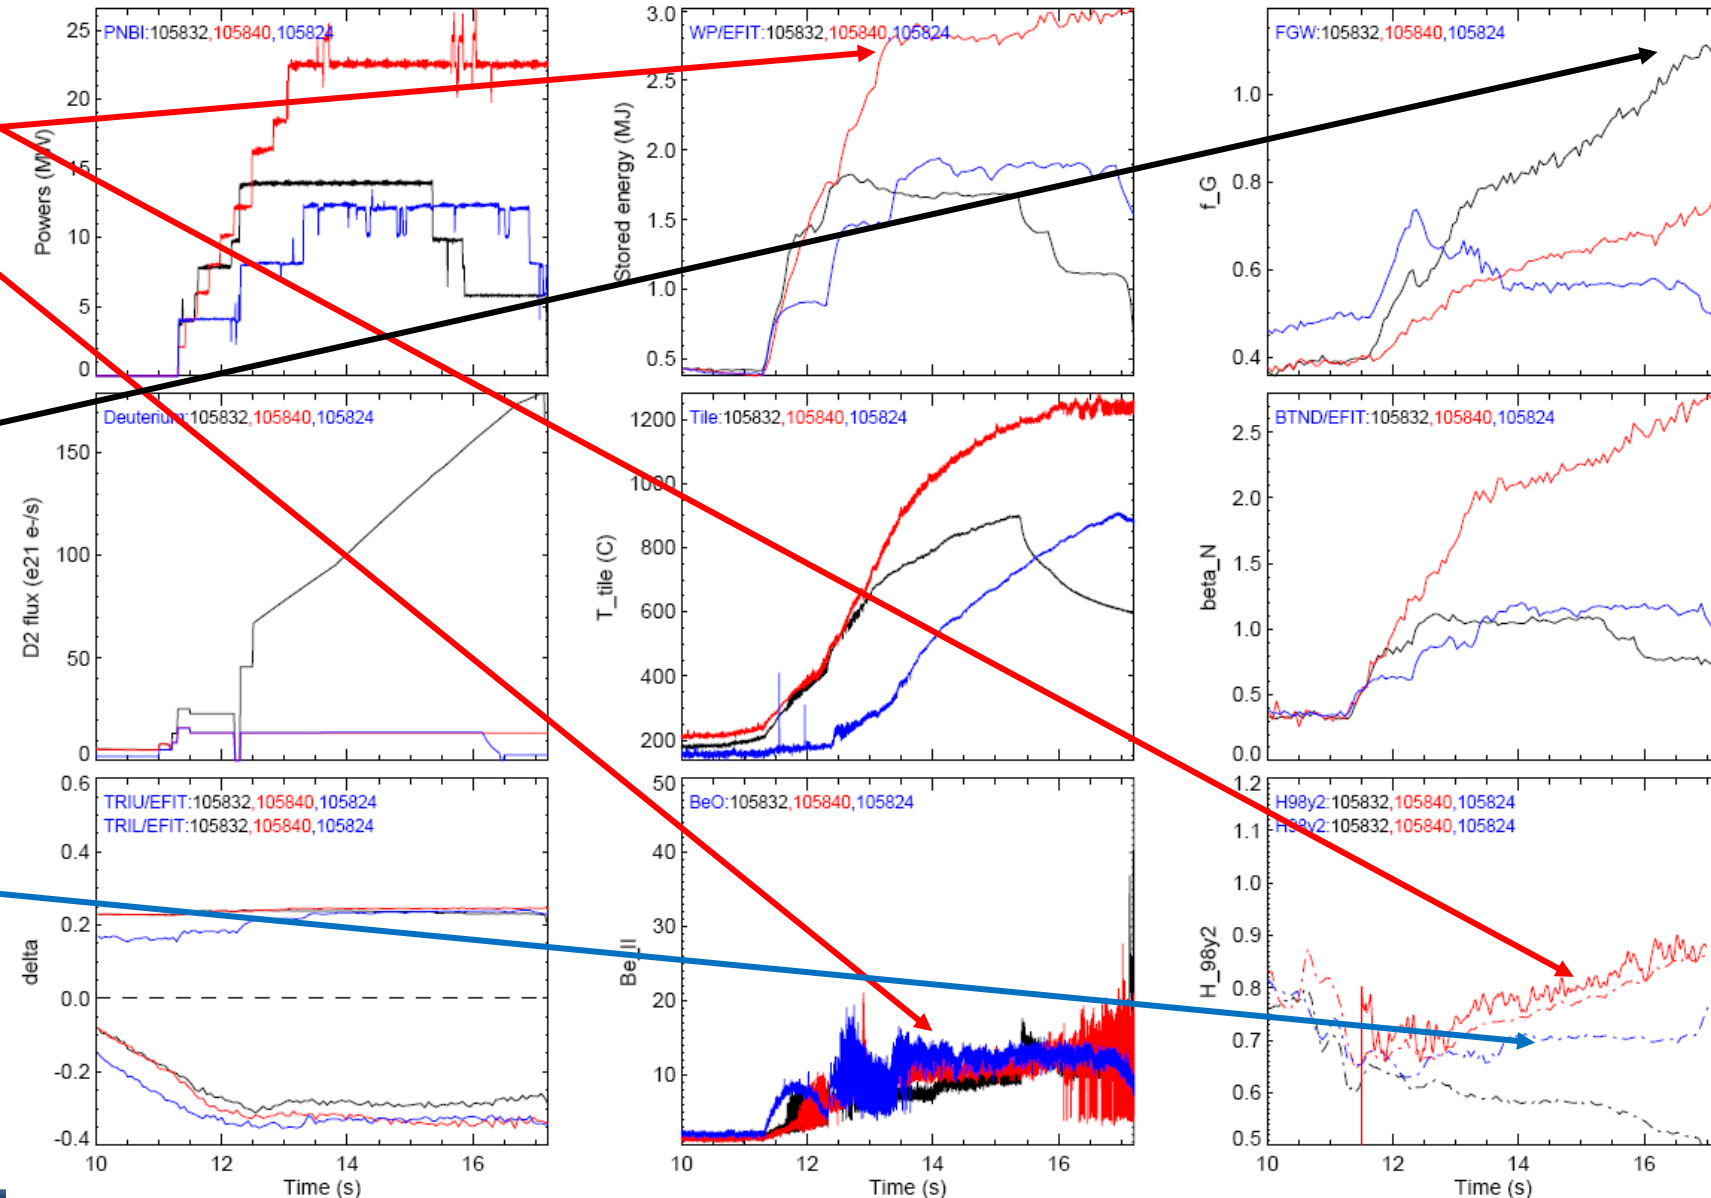 PNBI:105832,105840,105824
Powers (MW)
25
20
15
10
5
0
WP/EFIT:105832,105840,105824
Stored energy (MJ)
3.0
2.5
2.0
1.5
1.0
0.5
FGW:105832,105840,105824
f_G
1.0
0.8
0.6
0.4
Deuterium:105832,105840,105824
D2 flux (e21 e-/s)
150
100
50
0
Tile:105832,105840,105824
T_tile (C)
1200
1000
800
600
400
200
BTND/EFIT:105832,105840,105824
beta_N
2.5
2.0
1.5
1.0
0.5
0.0
TRIU/EFIT:105832,105840,105824
TRIL/EFIT:105832,105840,105824
delta
0.6
0.4
0.2
0.0
-0.2
-0.4
10 12 14 16
Time (s)
BeO:105832,105840,105824
Be_II
50
40
30
20
10
10 12 14 16
Time (s)
H98y2:105832,105840,105824
H98y2:105832,105840,105824
H_98y2
1.2
1.1
1.0
0.9
0.8
0.7
0.6
0.5
10 12 14 16
Time (s)